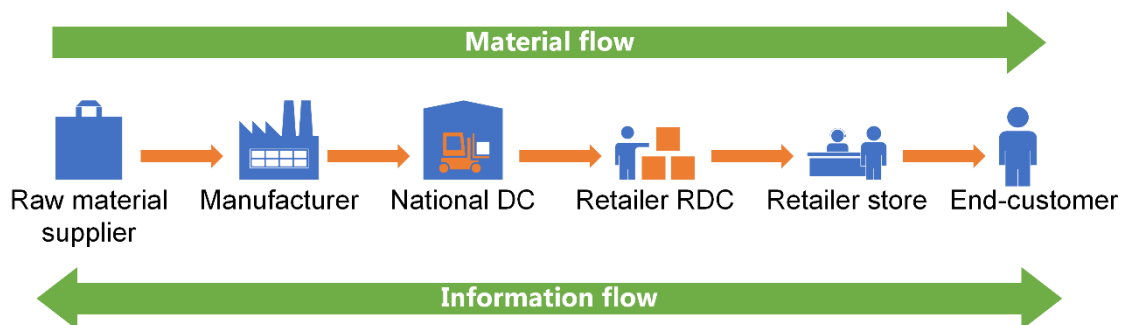 Material flow
Raw material
supplier
Manufacturer
National DC
Retailer RDC
Retailer store
End-customer
Information flow